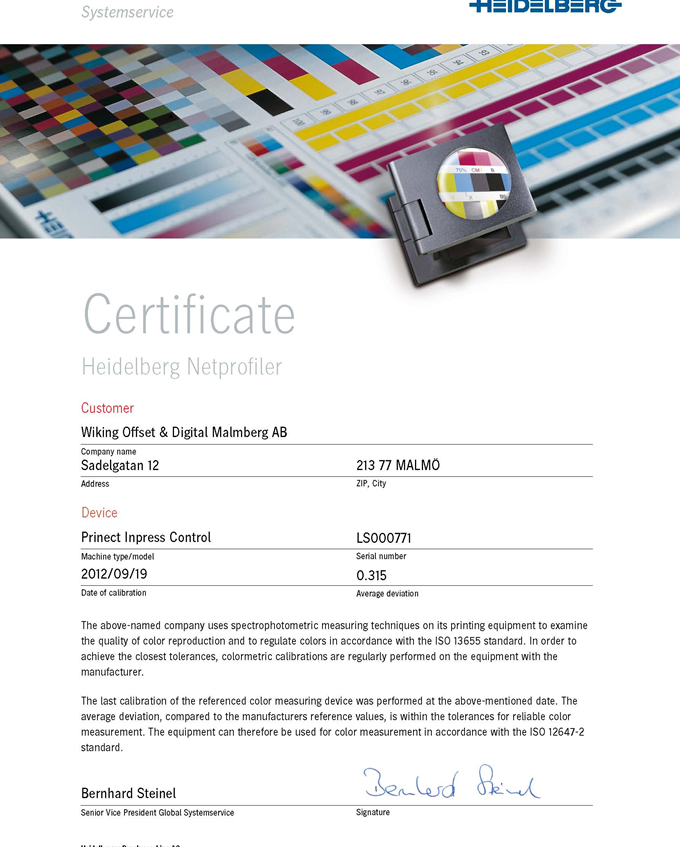 Systemservice
HEIDELBERG
75% CM B
Certificate
Heidelberg Netprofiler
Customer
Wiking Offset & Digital Malmberg AB
Company name
Sadelgatan 12 213 77 MALMÖ
Address ZIP, City
Device
Prinect Inpress Control LS000771
Machine type/model Serial number
2012/09/19 0.315
Date of calibration Average deviation
The above-named company uses spectrophotometric measuring techniques on its printing equipment to examine
the quality of color reproduction and to regulate colors in accordance with the ISO 13655 standard. In order to
achieve the closest tolerances, colormetric calibrations are regularly performed on the equipment with the
manufacturer.
The last calibration of the referenced color measuring device was performed at the above-mentioned date. The
average deviation, compared to the manufacturers reference values, is within the tolerances for reliable color
measurement. The equipment can therefore be used for color measurement in accordance with the ISO 12647-2
standard.
Bernhard Steinel Bernhard Steinel
Senior Vice President Global Systemservice Signature